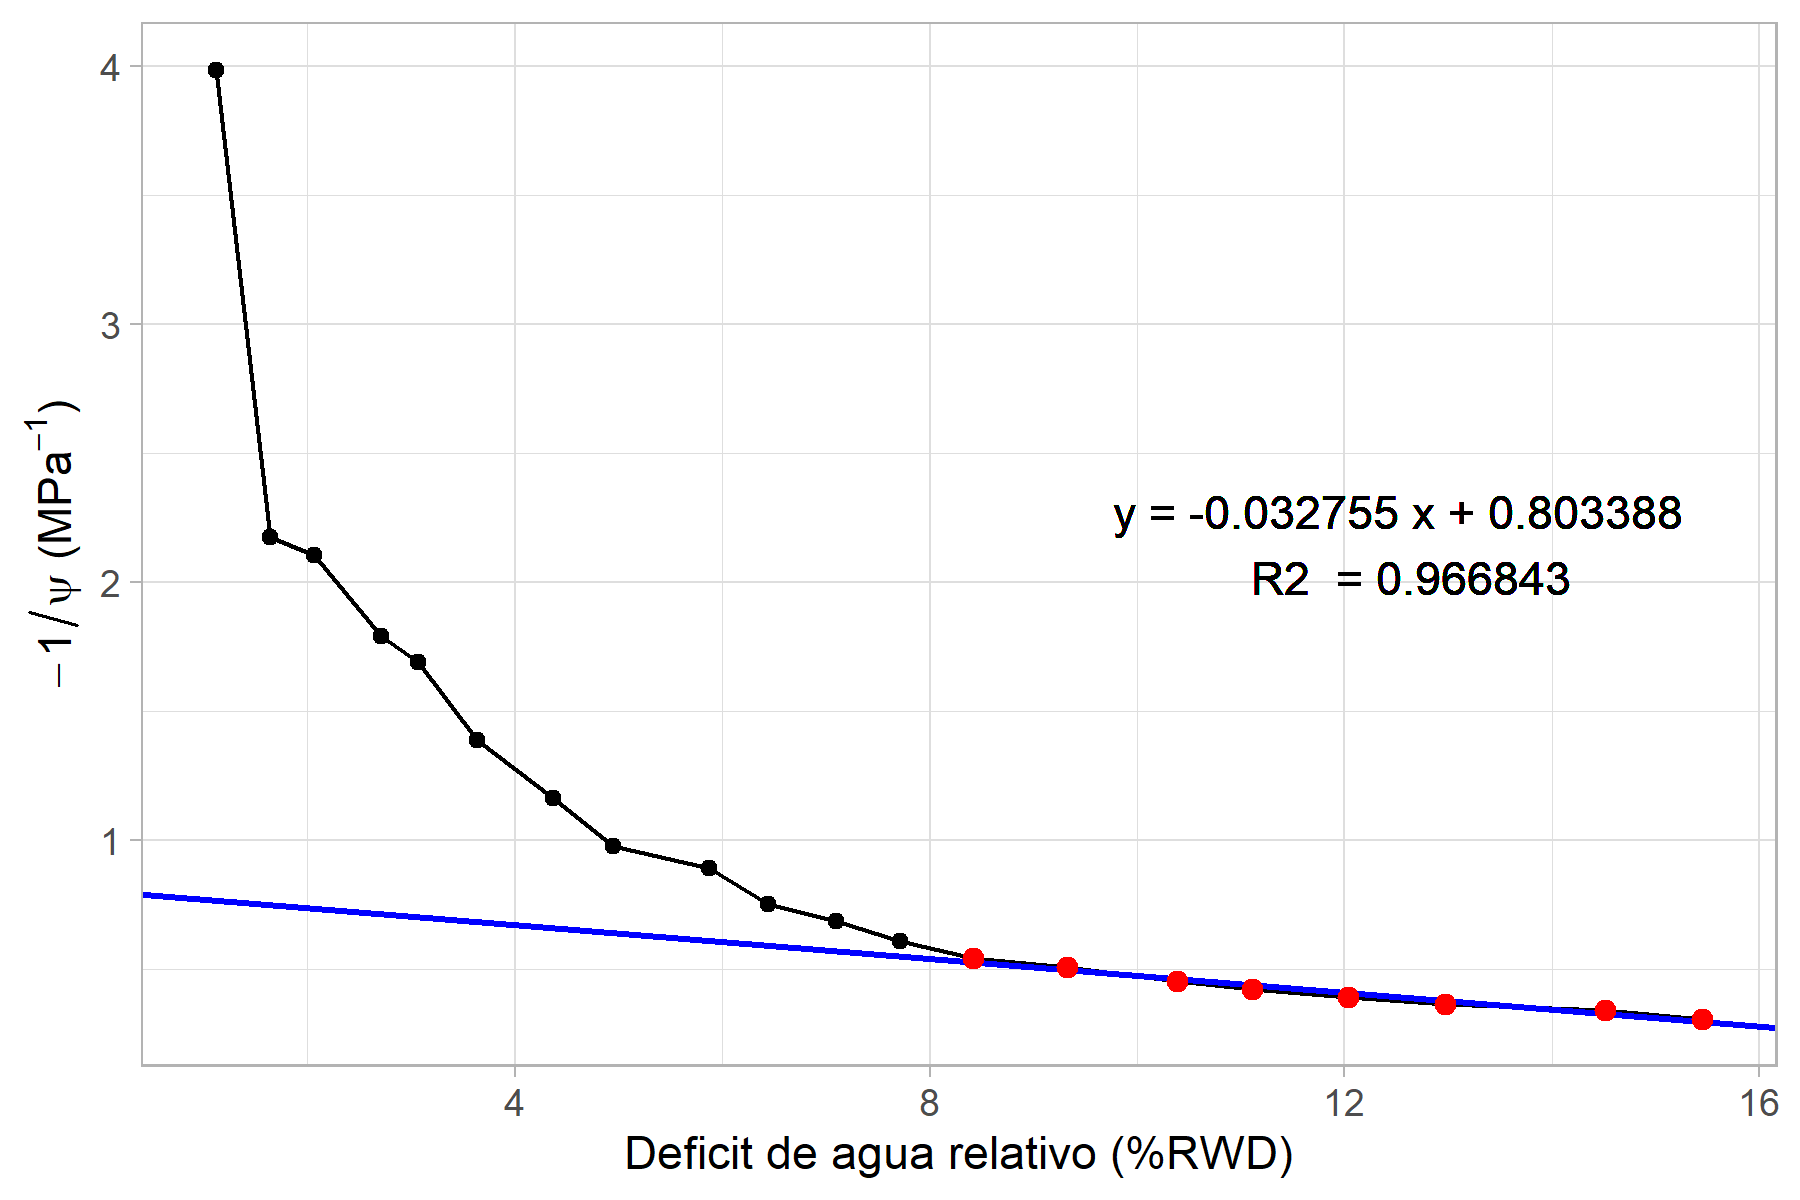 4
3
2
1
−1/ψ (MPa⁻¹)
y = -0.032755 x + 0.803388
R2  = 0.966843
4 8 12 16
Deficit de agua relativo (%RWD)